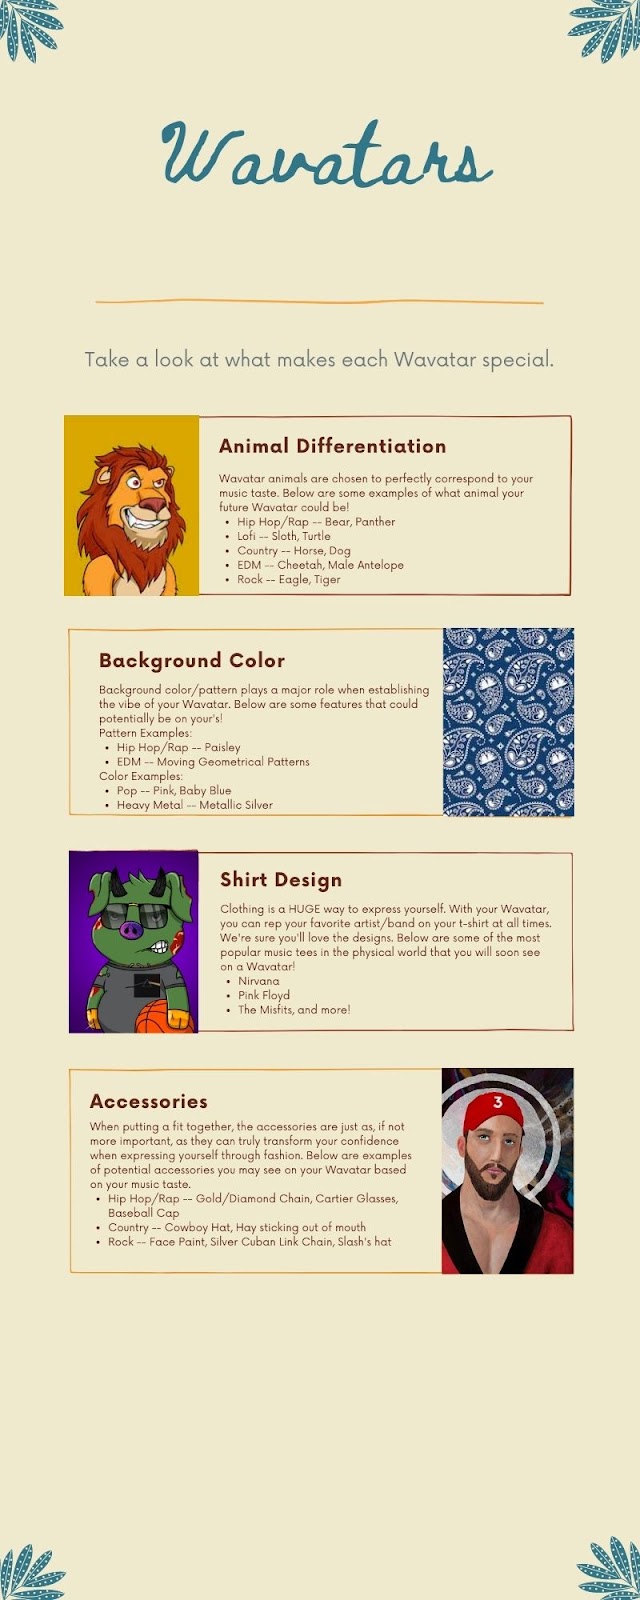 Wavatars
Take a look at what makes each Wavatar special.
Animal Differentiation
Wavatar animals are chosen to perfectly correspond to your
music taste. Below are some examples of what animal your
future Wavatar could be!
• Hip Hop/Rap -- Bear, Panther
• Lofi -- Sloth, Turtle
• Country -- Horse, Dog
• EDM -- Cheetah, Male Antelope
• Rock -- Eagle, Tiger
Background Color
Background color/pattern plays a major role when establishing
the vibe of your Wavatar. Below are some features that could
potentially be on your's!
Pattern Examples:
• Hip Hop/Rap -- Paisley
• EDM -- Moving Geometrical Patterns
Color Examples:
• Pop -- Pink, Baby Blue
• Heavy Metal -- Metallic Silver
Shirt Design
Clothing is a HUGE way to express yourself. With your Wavatar,
you can rep your favorite artist/band on your t-shirt at all times.
We're sure you'll love the designs. Below are some of the most
popular music tees in the physical world that you will soon see
on a Wavatar!
• Nirvana
• Pink Floyd
• The Misfits, and more!
Accessories
When putting a fit together, the accessories are just as, if not
more important, as they can truly transform your confidence
when expressing yourself through fashion. Below are examples
of potential accessories you may see on your Wavatar based
on your music taste.
• Hip Hop/Rap -- Gold/Diamond Chain, Cartier Glasses,
Baseball Cap
• Country -- Cowboy Hat, Hay sticking out of mouth
• Rock -- Face Paint, Silver Cuban Link Chain, Slash's hat
3